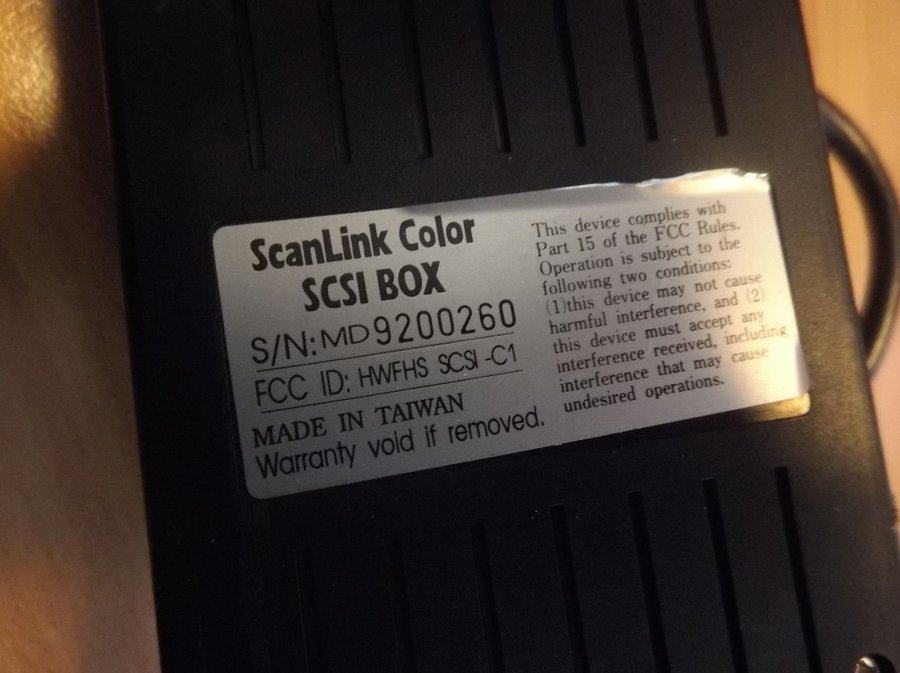 ScanLink Color
SCSI BOX
S/N: MD9200260
FCC ID: HWFHS SCSI-C1
MADE IN TAIWAN
Warranty void if removed.
This device complies with
Part 15 of the FCC Rules.
Operation is subject to the
following two conditions:
(1)this device may not cause
harmful interference, and (2)
this device must accept any
interference received, including
interference that may cause
undesired operations.